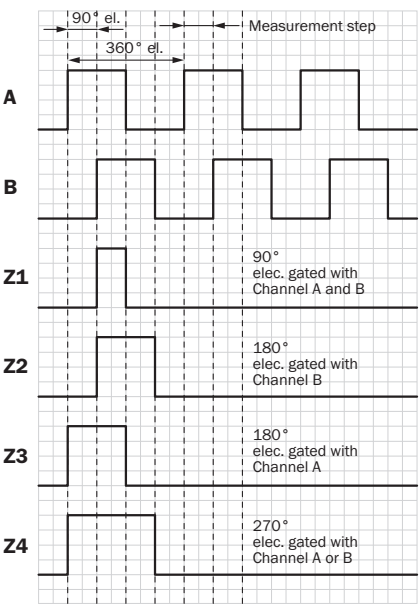 90° el.
Measurement step
360° el.
A
B
Z1
90°
elec. gated with
Channel A and B
Z2
180°
elec. gated with
Channel B
Z3
180°
elec. gated with
Channel A
Z4
270°
elec. gated with
Channel A or B